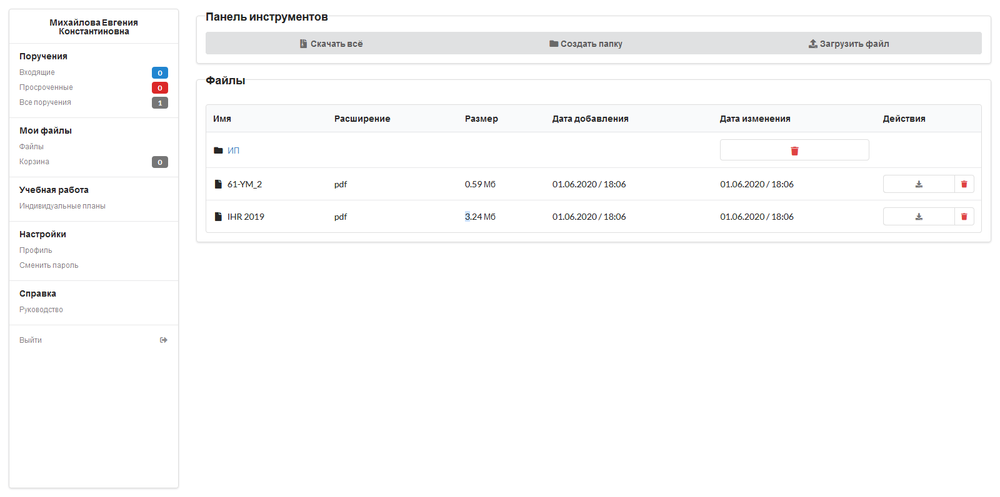 Михайлова Евгения
Константиновна
Поручения
Входящие 0
Просроченные 0
Все поручения 1
Мои файлы
Файлы
Корзина 0
Учебная работа
Индивидуальные планы
Настройки
Профиль
Сменить пароль
Справка
Руководство
Выйти
Панель инструментов
Скачать всё Создать папку Загрузить файл
Файлы
Имя Расширение Размер Дата добавления Дата изменения Действия
ИП
61-YM_2 pdf 0.59 Мб 01.06.2020 / 18:06 01.06.2020 / 18:06
IHR 2019 pdf 3.24 Мб 01.06.2020 / 18:06 01.06.2020 / 18:06